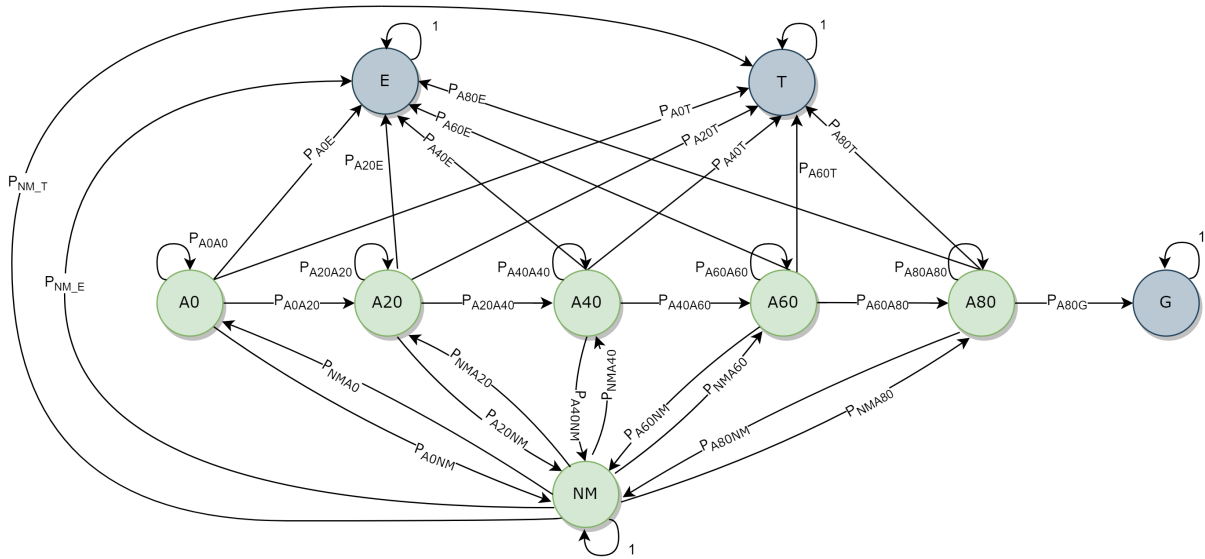 1
1
E
T
P_A80E
P_A0T
P_A60E
P_A20T
P_A0E
P_A40E
P_A80T
P_A20E
P_A40T
P_A60T
P_NM_T
P_A0A0
P_A20A20
P_A40A40
P_A60A60
P_A80A80
1
P_NM_E
A0
P_A0A20
A20
P_A20A40
A40
P_A40A60
A60
P_A60A80
A80
P_A80G
G
P_NMA0
P_NMA20
P_NMA40
P_NMA60
P_NMA80
P_A0NM
P_A20NM
P_A40NM
P_A60NM
P_A80NM
NM
1